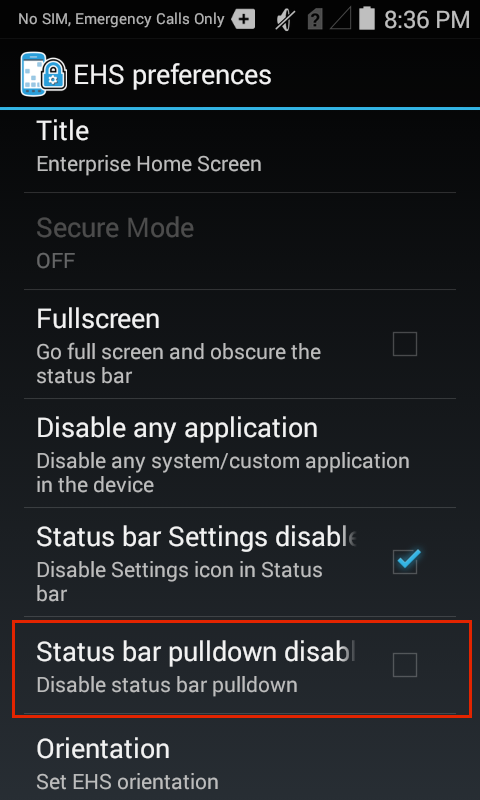 No SIM, Emergency Calls Only 8:36 PM
EHS preferences
Title
Enterprise Home Screen
Secure Mode
OFF
Fullscreen
Go full screen and obscure the
status bar
Disable any application
Disable any system/custom application
in the device
Status bar Settings disable
Disable Settings icon in Status
bar
Status bar pulldown disabl
Disable status bar pulldown
Orientation
Set EHS orientation